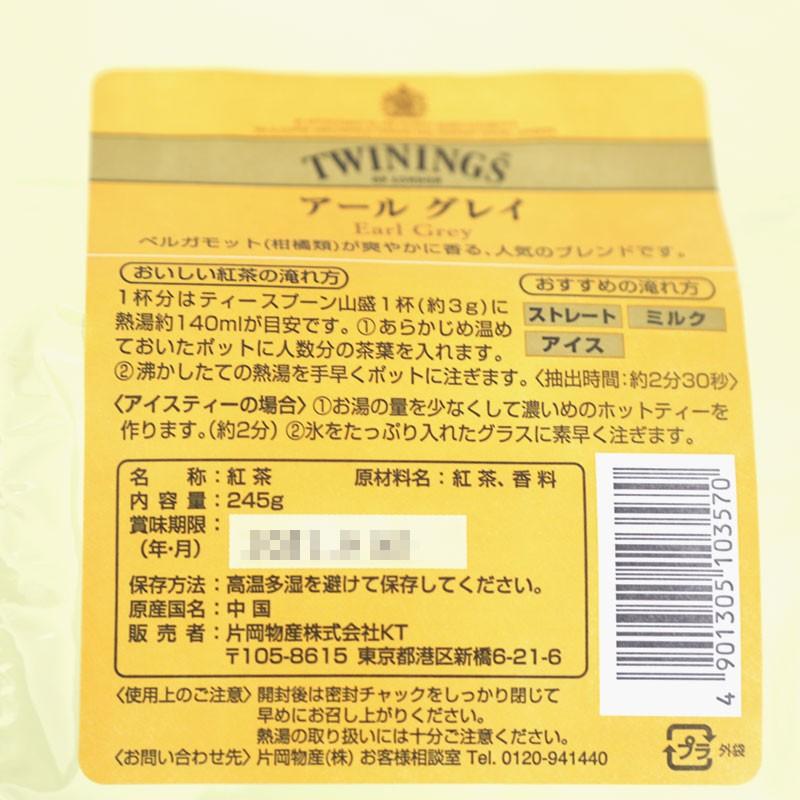 TWININGS
OF LONDON
アール グレイ
Earl Grey
ベルガモット(柑橘類)が爽やかに香る、人気のブレンドです。
おいしい紅茶の淹れ方
1杯分はティースプーン山盛1杯(約3g)に
熱湯約140mlが目安です。①あらかじめ温め
ておいたポットに人数分の茶葉を入れます。
②沸かしたての熱湯を手早くポットに注ぎます。〈抽出時間:約2分30秒〉
おすすめの淹れ方
ストレート ミルク
アイス
〈アイスティーの場合〉①お湯の量を少なくして濃いめのホットティーを
作ります。(約2分) ②氷をたっぷり入れたグラスに素早く注ぎます。
名 称:紅茶 原材料名:紅茶、香料
内容量:245g
賞味期限:
(年・月)
保存方法:高温多湿を避けて保存してください。
原産国名:中国
販売者:片岡物産株式会社KT
〒105-8615 東京都港区新橋6-21-6
4 901305 103570
〈使用上のご注意〉開封後は密封チャックをしっかり閉じて
早めにお召し上がりください。
熱湯の取り扱いには十分ご注意ください。
〈お問い合わせ先〉片岡物産(株) お客様相談室 Tel. 0120-941440
プラ 外袋